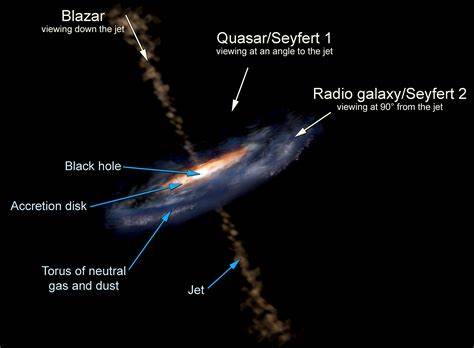 Blazar
viewing down the jet
Quasar/Seyfert 1
viewing at an angle to the jet
Radio galaxy/Seyfert 2
viewing at 90° from the jet
Black hole
Accretion disk
Torus of neutral
gas and dust
Jet